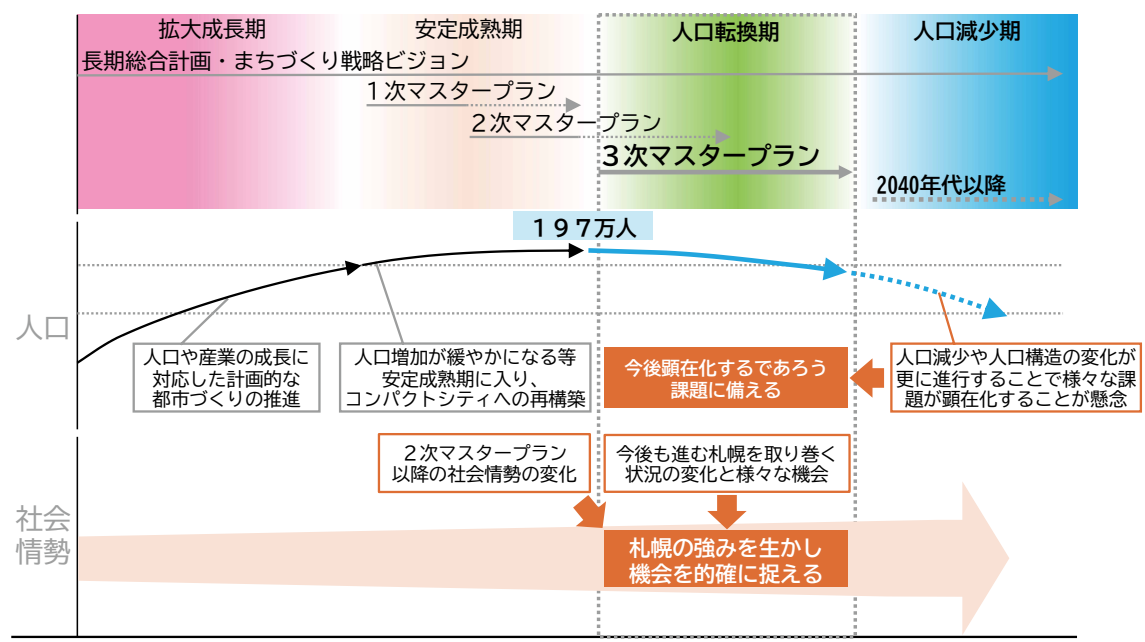 拡大成長期
安定成熟期
人口転換期
人口減少期
長期総合計画・まちづくり戦略ビジョン
1次マスタープラン
2次マスタープラン
3次マスタープラン
2040年代以降
197万人
人口
人口や産業の成長に
対応した計画的な
都市づくりの推進
人口増加が緩やかになる等
安定成熟期に入り、
コンパクトシティへの再構築
今後顕在化するであろう
課題に備える
人口減少や人口構造の変化が
更に進行することで様々な課
題が顕在化することが懸念
2次マスタープラン
以降の社会情勢の変化
今後も進む札幌を取り巻く
状況の変化と様々な機会
社会
情勢
札幌の強みを生かし
機会を的確に捉える